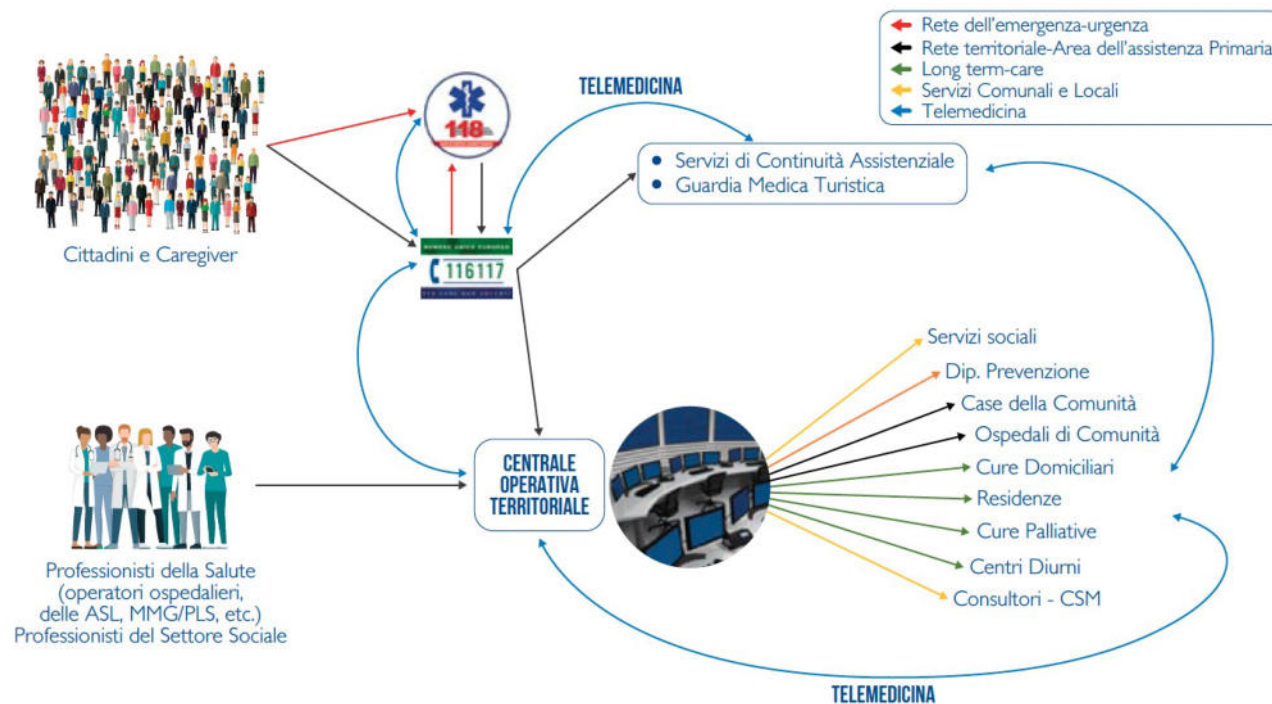 Rete dell'emergenza-urgenza
Rete territoriale-Area dell'assistenza Primaria
Long term-care
Servizi Comunali e Locali
Telemedicina
TELEMEDICINA
118
• Servizi di Continuità Assistenziale
• Guardia Medica Turistica
NUMERO UNICO EUROPEO
116117
Cittadini e Caregiver
Servizi sociali
Dip. Prevenzione
Case della Comunità
Ospedali di Comunità
Cure Domiciliari
Residenze
Cure Palliative
Centri Diurni
Consultori - CSM
CENTRALE
OPERATIVA
TERRITORIALE
Professionisti della Salute
(operatori ospedalieri,
delle ASL, MMG/PLS, etc.)
Professionisti del Settore Sociale
TELEMEDICINA